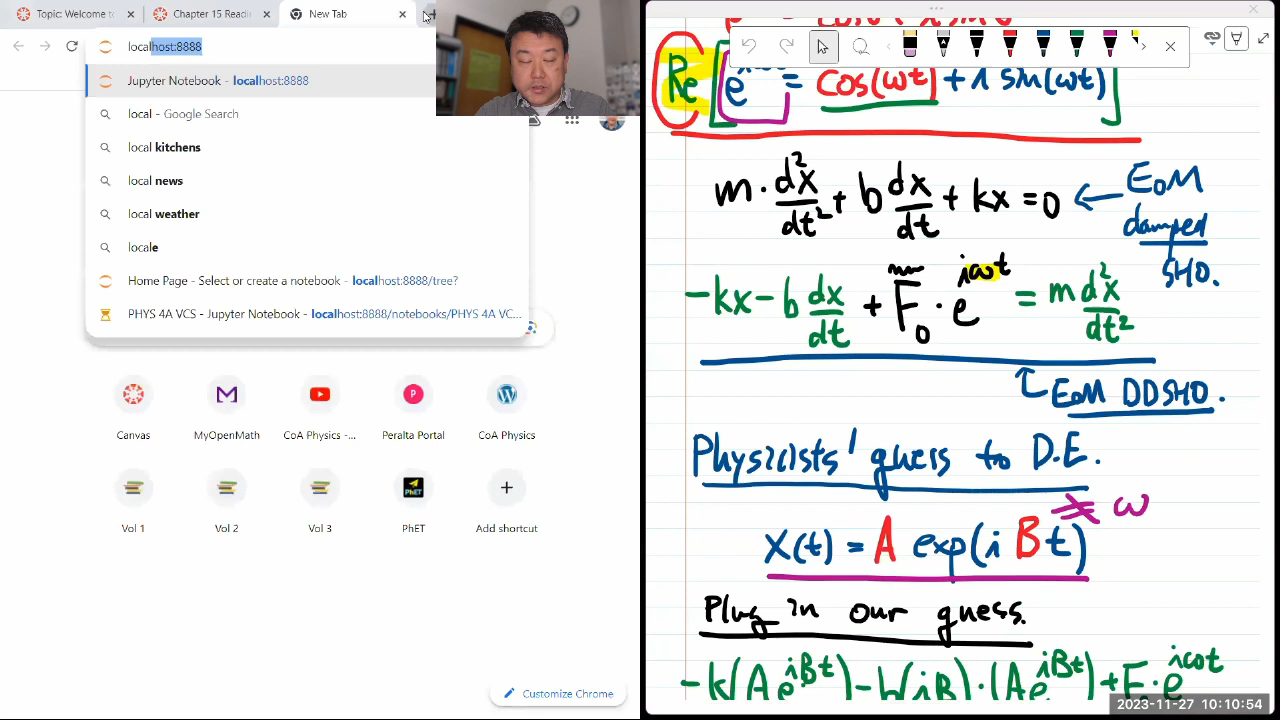 Topic Welcome
Chapter 15
New Tab
localhost:8888
pyter Notebook - localhost:8888
local - Google Search
local kitchens
local news
local weather
locale
Home Page - Select or create a notebook - localhost:8888/tree?
PHYS 4A VCS - Jupyter Notebook - localhost:8888/notebooks/PHYS 4A VC...
Canvas
MyOpenMath
CoA Physics -...
Peralta Portal
CoA Physics
Vol 1
Vol 2
Vol 3
PhET
Add shortcut
Customize Chrome
Re [ e = cos(ωt) + i sin(ωt) ]
m · d²x/dt² + b dx/dt + kx = 0 ← EoM
damped
SHO.
-kx - b dx/dt + F₀ · e^iωt = m d²x/dt²
EoM DDSHO.
Physicists' guess to D.E.
ω
x(t) = A exp(i B t)
Plug in our guess.
-k(A e^iBt) - b(iB)·(A e^iBt) + F · e^iωt
2023-11-27 10:10:54